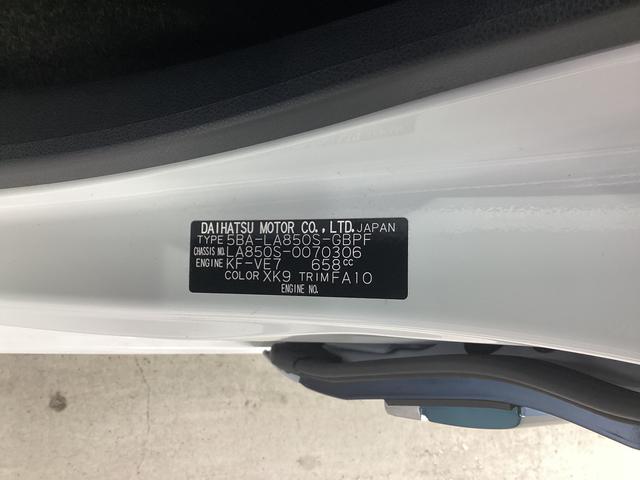 DAIHATSU MOTOR CO.,LTD. JAPAN
TYPE 5BA-LA850S-GBPF
CHASSIS NO. LA850S-0070306
ENGINE KF-VE7 658cc
COLOR XK9 TRIM FA10
ENGINE NO.